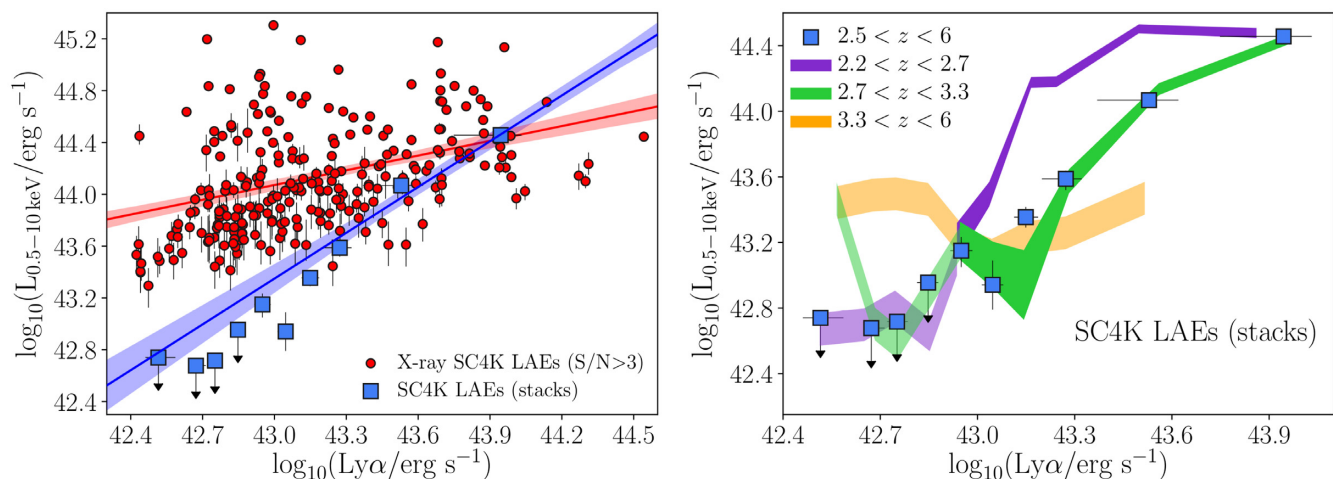 45.2
44.8
44.4
44.0
43.6
43.2
42.8
42.4
log₁₀(L₀.₅₋₁₀ₖₑᵥ/erg s⁻¹)
X-ray SC4K LAEs (S/N>3)
SC4K LAEs (stacks)
42.4 42.7 43.0 43.3 43.6 43.9 44.2 44.5
log₁₀(Lyα/erg s⁻¹)
44.4
44.0
43.6
43.2
42.8
42.4
log₁₀(L₀.₅₋₁₀ₖₑᵥ/erg s⁻¹)
2.5 < z < 6
2.2 < z < 2.7
2.7 < z < 3.3
3.3 < z < 6
SC4K LAEs (stacks)
42.4 42.7 43.0 43.3 43.6 43.9
log₁₀(Lyα/erg s⁻¹)